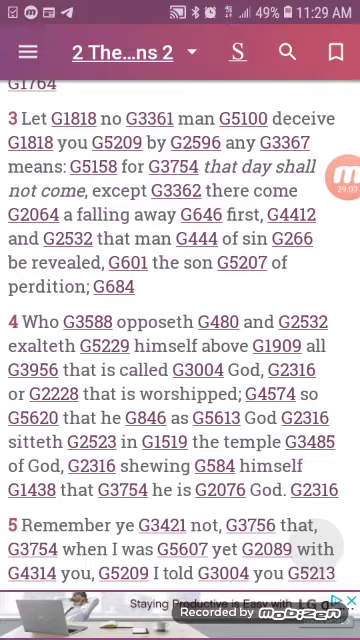 49% 11:29 AM
2 The...ns 2 S
G1764
3 Let G1818 no G3361 man G5100 deceive
G1818 you G5209 by G2596 any G3367
means: G5158 for G3754 that day shall
not come, except G3362 there come
G2064 a falling away G646 first, G4412
and G2532 that man G444 of sin G266
be revealed, G601 the son G5207 of
perdition; G684
29:03
4 Who G3588 opposeth G480 and G2532
exalteth G5229 himself above G1909 all
G3956 that is called G3004 God, G2316
or G2228 that is worshipped; G4574 so
G5620 that he G846 as G5613 God G2316
sitteth G2523 in G1519 the temple G3485
of God, G2316 shewing G584 himself
G1438 that G3754 he is G2076 God. G2316
5 Remember ye G3421 not, G3756 that,
G3754 when I was G5607 yet G2089 with
G4314 you, G5209 I told G3004 you G5213
Staying Productive is Easy with LG
Recorded by mobizen